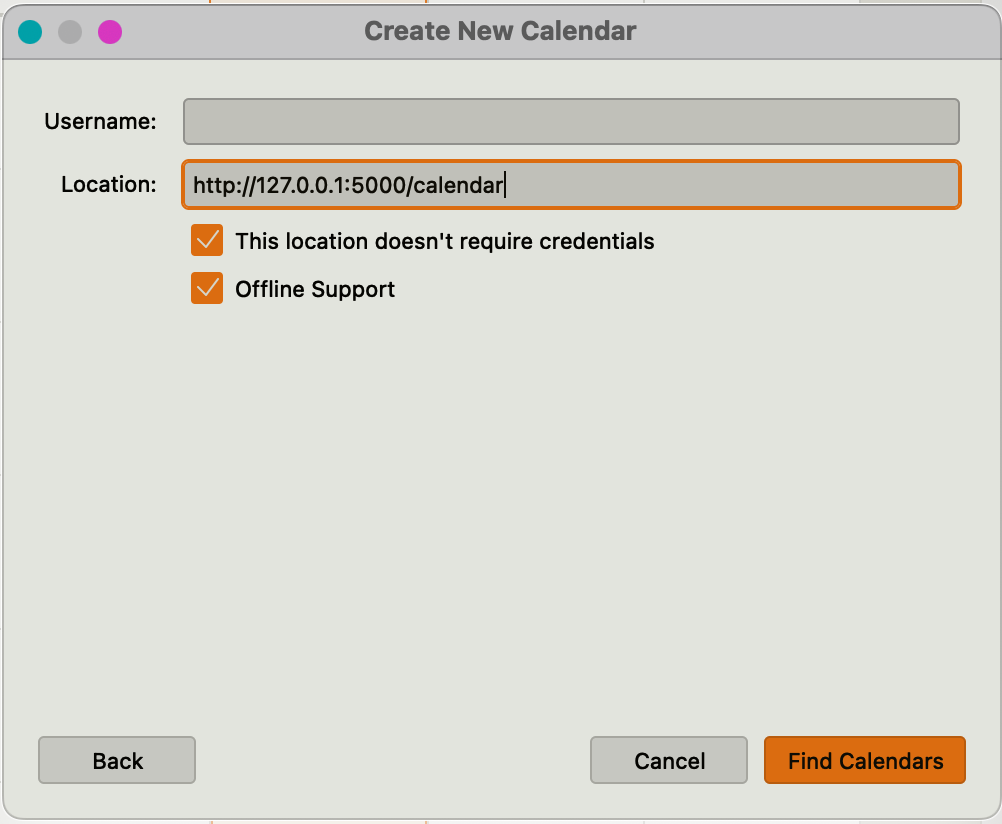 Create New Calendar
Username:
Location: http://127.0.0.1:5000/calendar
This location doesn't require credentials
Offline Support
Back Cancel Find Calendars